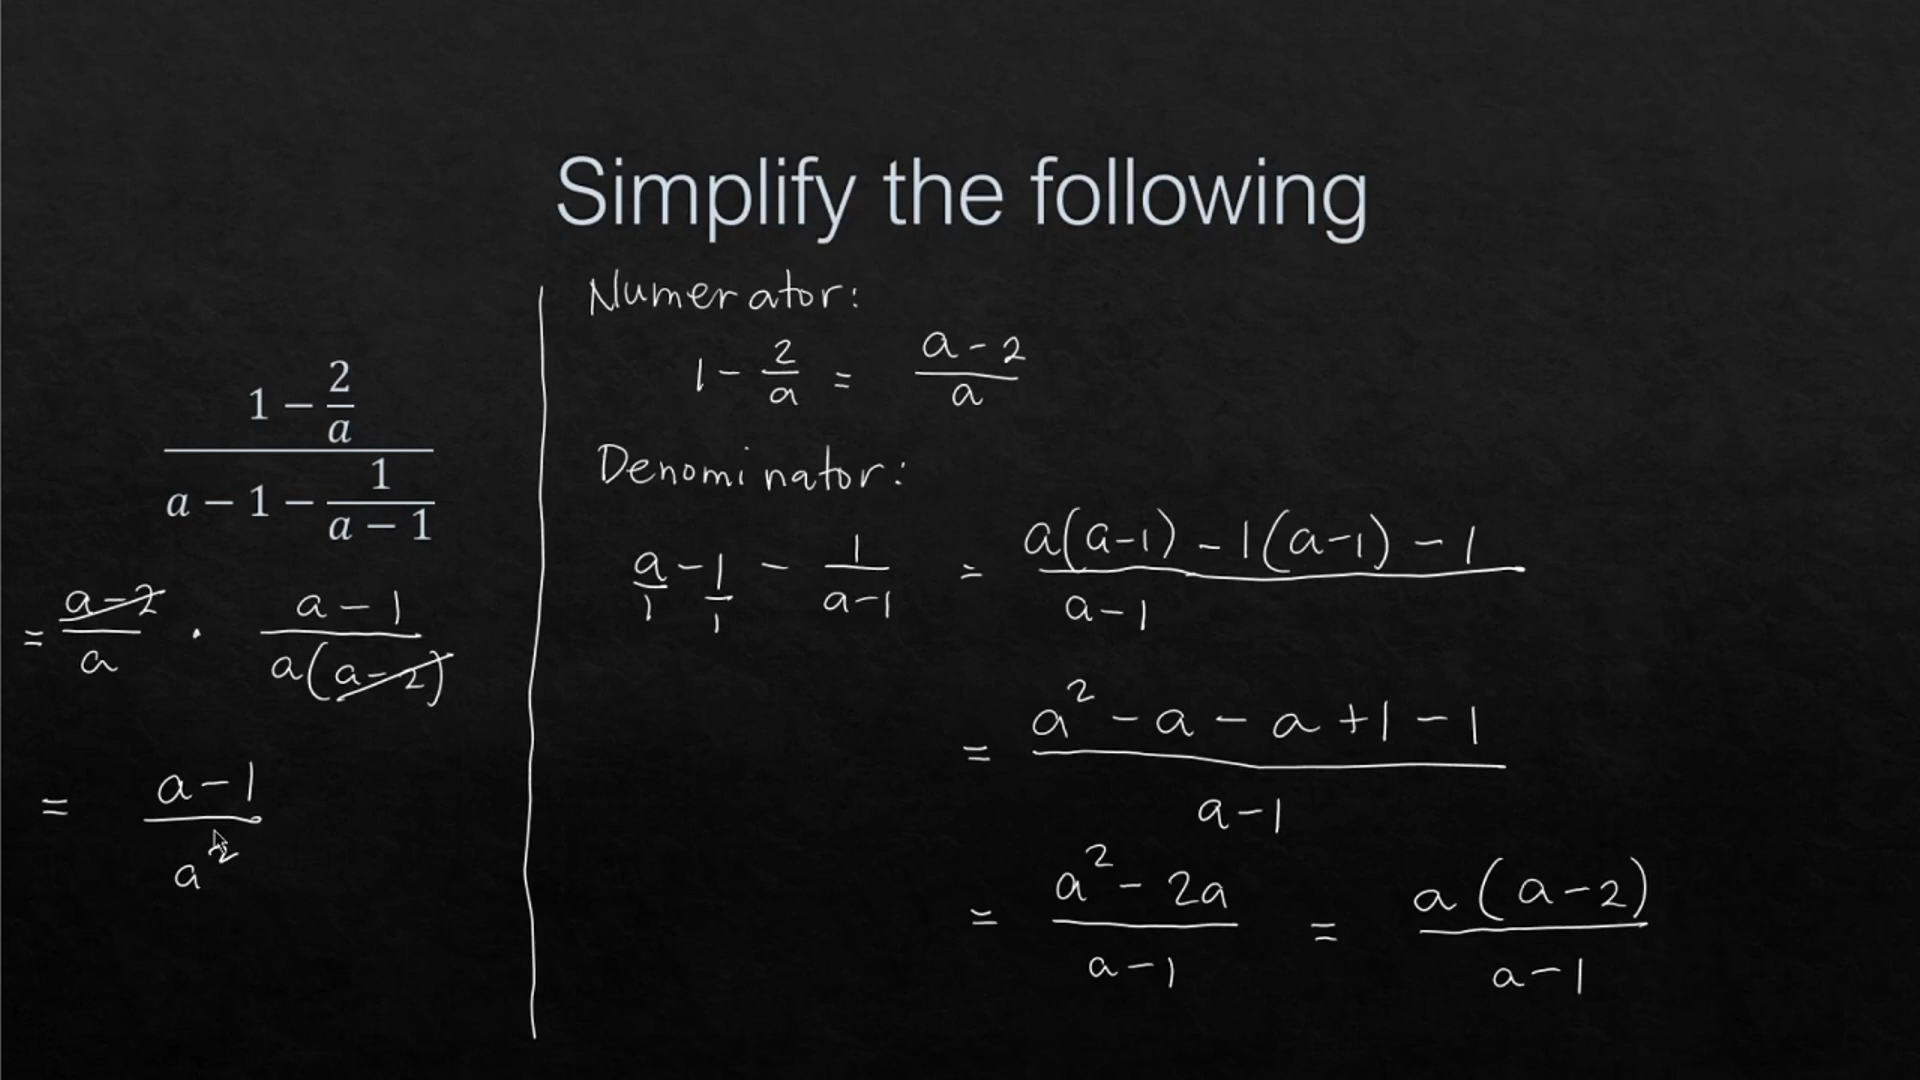 Simplify the following
1 - 2/a
a - 1 - 1/(a - 1)
= (a-2)/a · (a-1)/(a(a-2))
= (a-1)/a²
Numerator:
1 - 2/a = (a-2)/a
Denominator:
a/1 - 1/1 - 1/(a-1) = (a(a-1) - 1(a-1) - 1)/(a-1)
= (a² - a - a + 1 - 1)/(a-1)
= (a² - 2a)/(a-1) = (a(a-2))/(a-1)